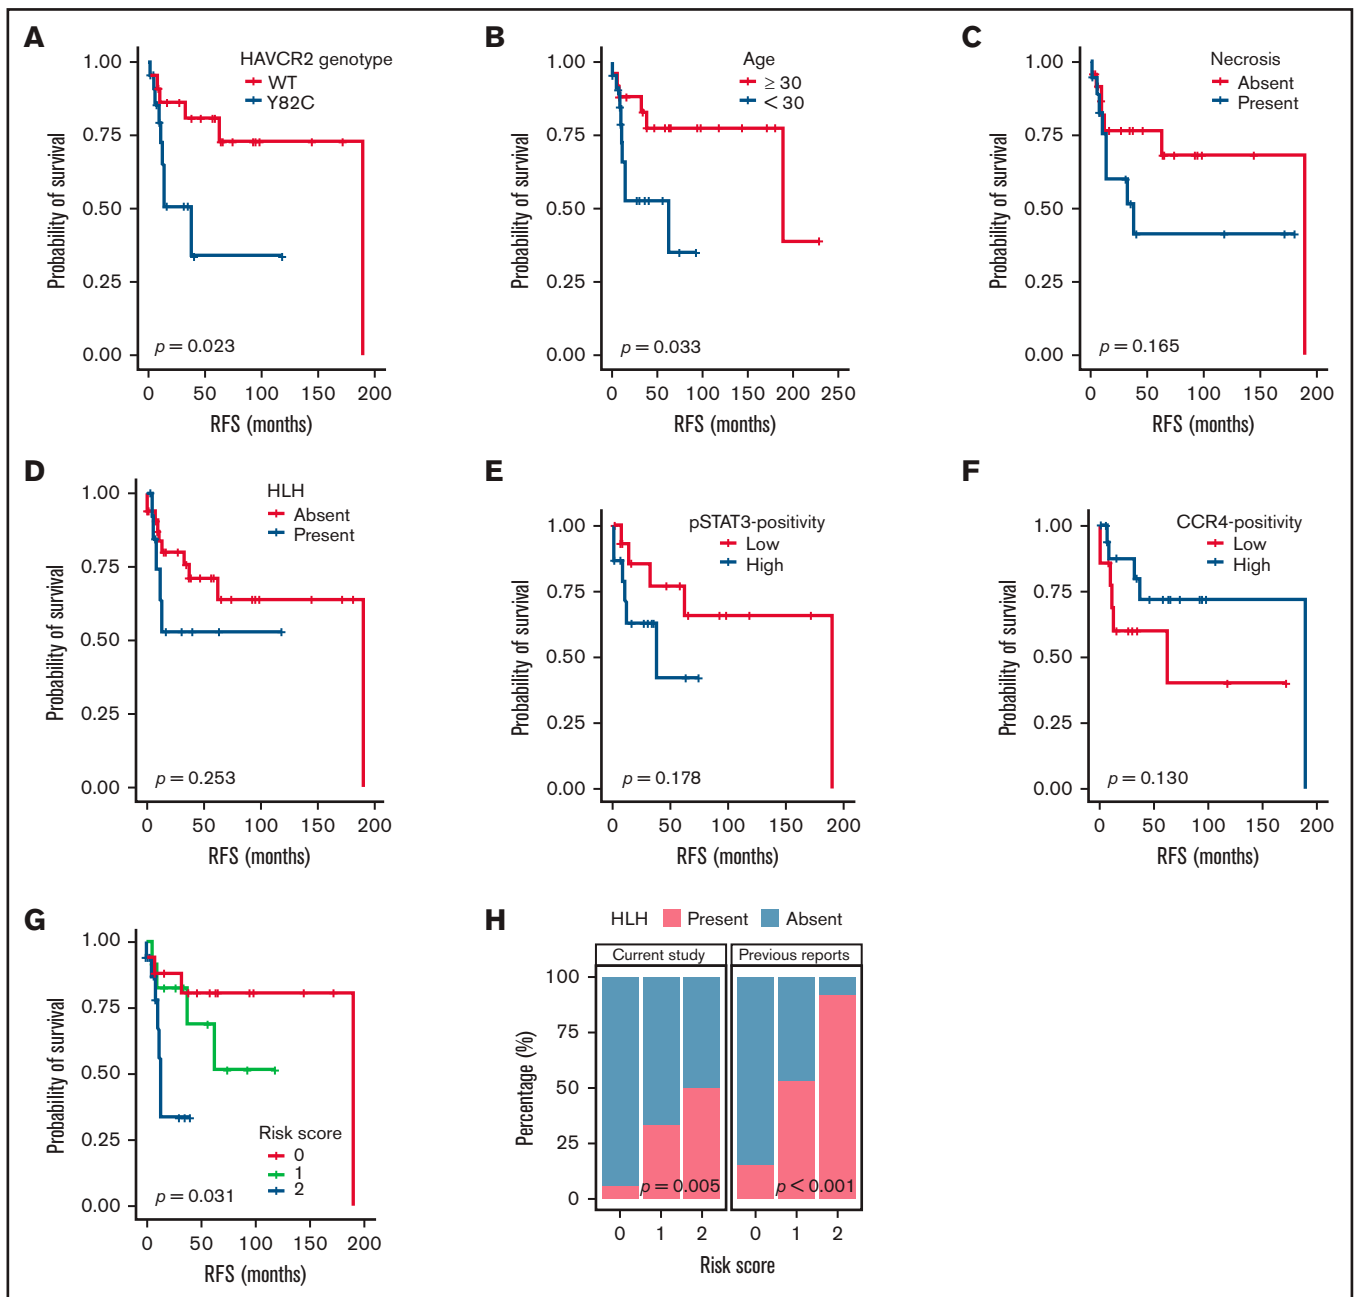 A
HAVCR2 genotype
WT
Y82C
1.00
0.75
0.50
0.25
0.00
Probability of survival
p = 0.023
0 50 100 150 200
RFS (months)
B
Age
≥ 30
< 30
1.00
0.75
0.50
0.25
0.00
Probability of survival
p = 0.033
0 50 100 150 200 250
RFS (months)
C
Necrosis
Absent
Present
1.00
0.75
0.50
0.25
0.00
Probability of survival
p = 0.165
0 50 100 150 200
RFS (months)
D
HLH
Absent
Present
1.00
0.75
0.50
0.25
0.00
Probability of survival
p = 0.253
0 50 100 150 200
RFS (months)
E
pSTAT3-positivity
Low
High
1.00
0.75
0.50
0.25
0.00
Probability of survival
p = 0.178
0 50 100 150 200
RFS (months)
F
CCR4-positivity
Low
High
1.00
0.75
0.50
0.25
0.00
Probability of survival
p = 0.130
0 50 100 150 200
RFS (months)
G
1.00
0.75
0.50
0.25
0.00
Probability of survival
Risk score
0
1
2
p = 0.031
0 50 100 150 200
RFS (months)
H
HLH Present Absent
Current study Previous reports
100
75
50
25
0
Percentage (%)
p = 0.005 p < 0.001
0 1 2 0 1 2
Risk score